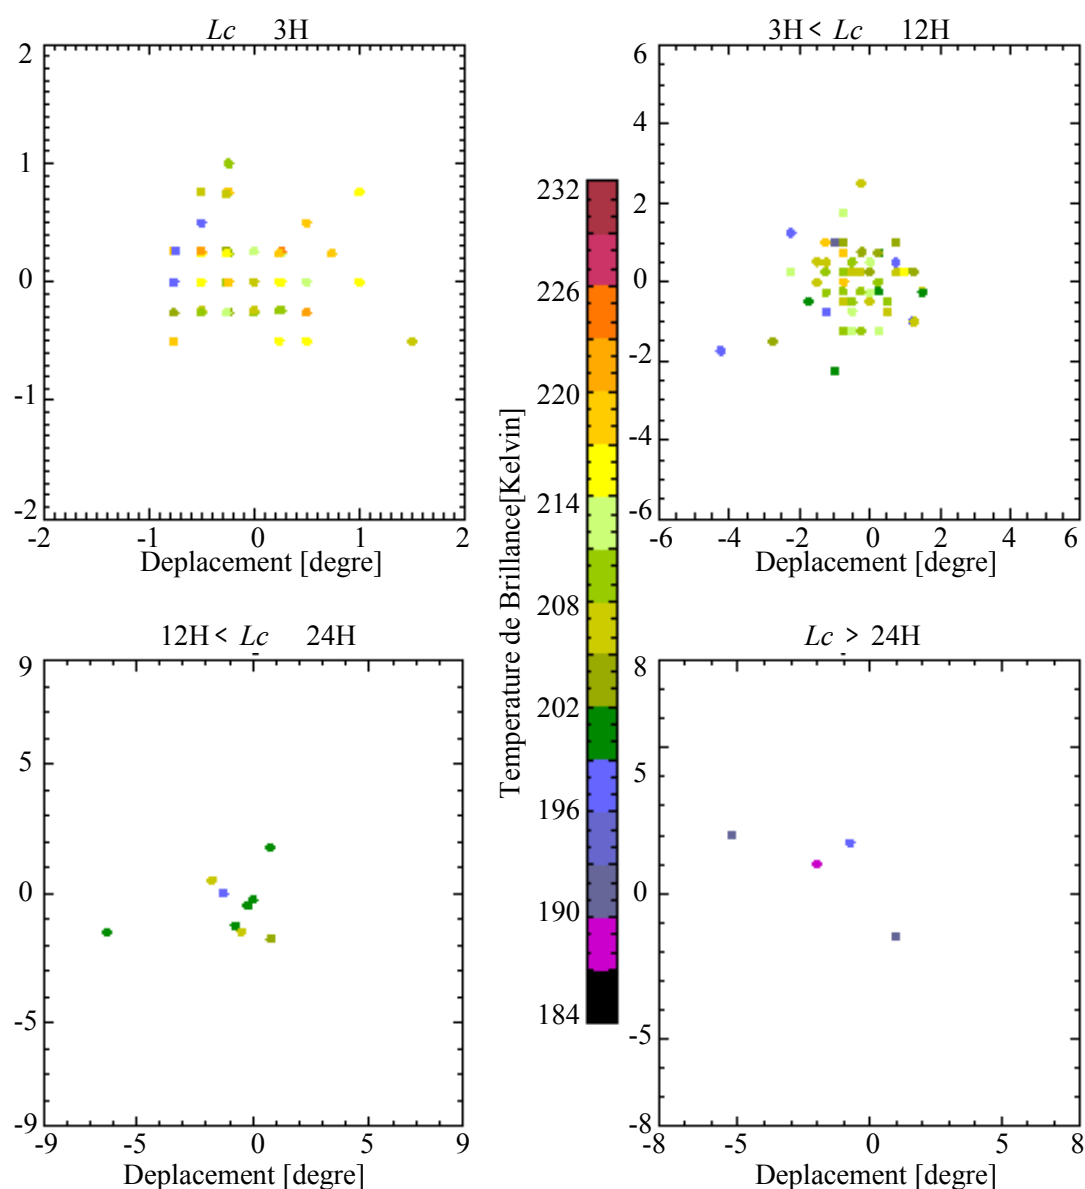 Lc 3H
2
1
0
-1
-2
-2 -1 0 1 2
Deplacement [degre]
3H < Lc 12H
6
4
2
0
-2
-4
-6
-6 -4 -2 0 2 4 6
Deplacement [degre]
Temperature de Brillance[Kelvin]
232
226
220
214
208
202
196
190
184
12H < Lc 24H
9
5
0
-5
-9
-9 -5 0 5 9
Deplacement [degre]
Lc > 24H
8
5
0
-5
-8
-8 -5 0 5 8
Deplacement [degre]